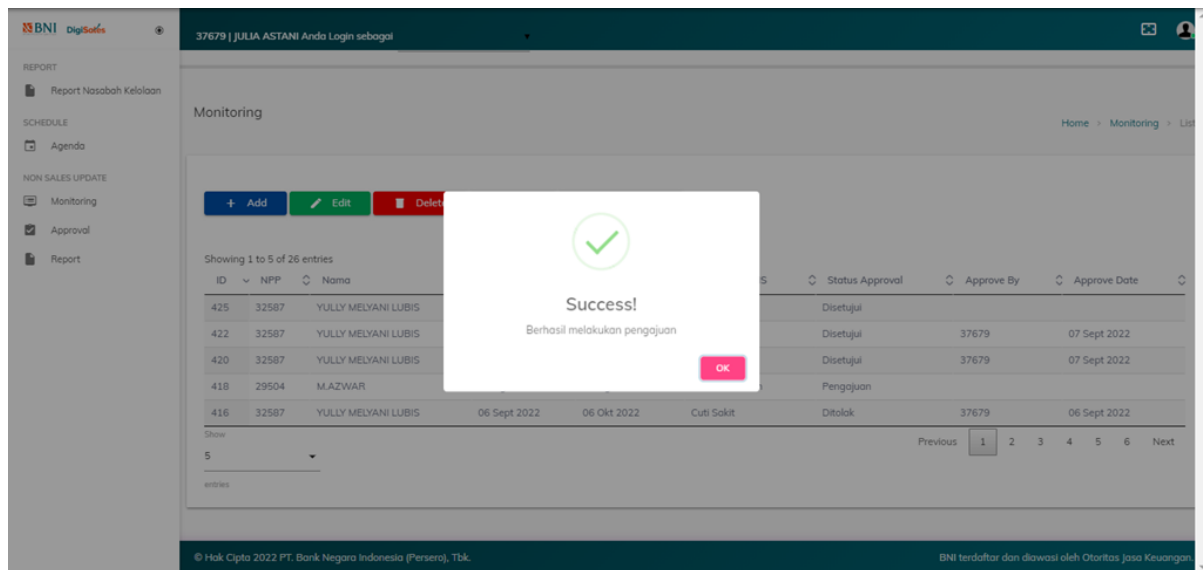 BNI DigiSales
37679 | JULIA ASTANI Anda Login sebagai
REPORT
Report Nasabah Kelolaan
SCHEDULE
Agenda
NON SALES UPDATE
Monitoring
Approval
Report
Monitoring
Home > Monitoring > List
+ Add Edit
Showing 1 to 5 of 26 entries
ID NPP Nama Status Approval Approve By Approve Date
425 32587 YULLY MELYANI LUBIS Disetujui
422 32587 YULLY MELYANI LUBIS Disetujui 37679 07 Sept 2022
420 32587 YULLY MELYANI LUBIS Disetujui 37679 07 Sept 2022
418 29504 M.AZWAR Pengajuan
416 32587 YULLY MELYANI LUBIS 06 Sept 2022 06 Okt 2022 Cuti Sakit Ditolak 37679 06 Sept 2022
Success!
Berhasil melakukan pengajuan
OK
Show
5
entries
Previous 1 2 3 4 5 6 Next
© Hak Cipta 2022 PT. Bank Negara Indonesia (Persero), Tbk.
BNI terdaftar dan diawasi oleh Otoritas Jasa Keuangan.